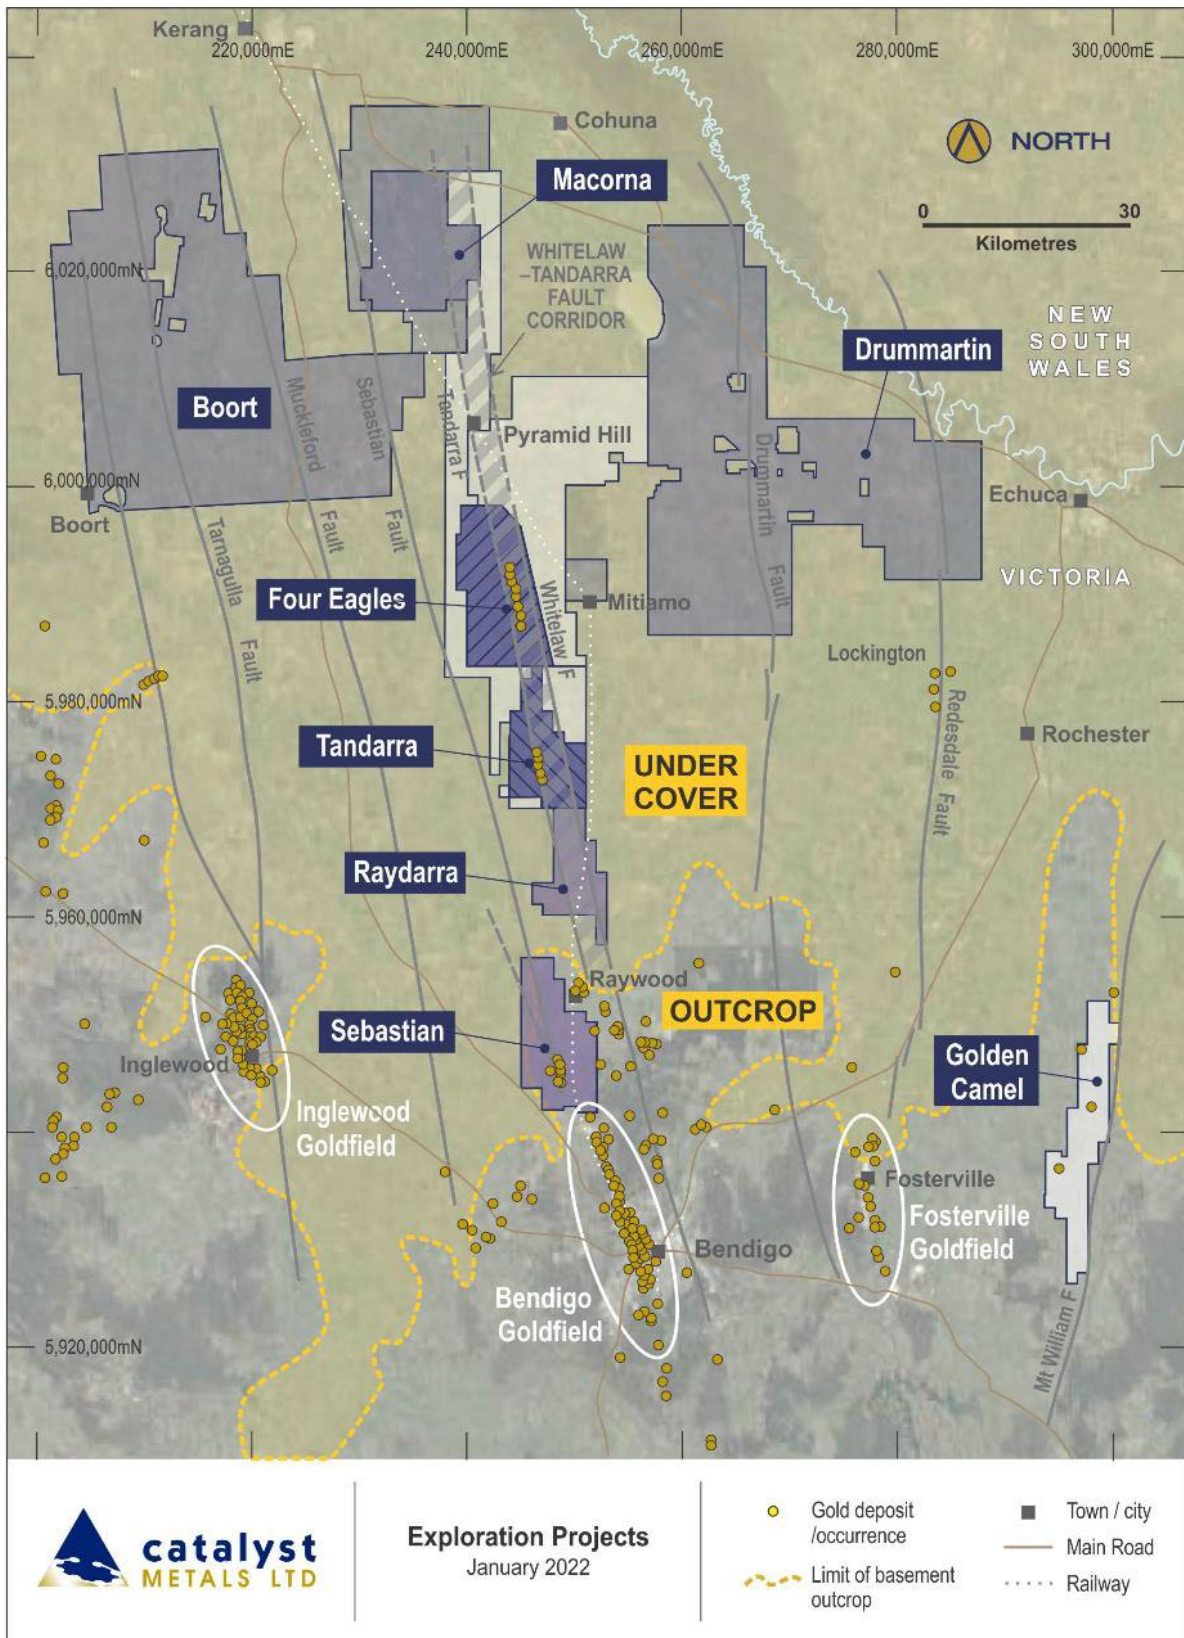 Kerang
220,000mE
240,000mE
260,000mE
280,000mE
300,000mE
Cohuna
NORTH
Macorna
0
30
Kilometres
6,020,000mN
WHITELAW
–TANDARRA
FAULT
CORRIDOR
NEW
SOUTH
WALES
Drummartin
Boort
Muckleford
Fault
Sebastian
Fault
Tandarra F
Pyramid Hill
Drummartin
Fault
6,000,000mN
Echuca
Boort
Tarnagulla
Fault
VICTORIA
Four Eagles
Whitelaw F
Mitiamo
Lockington
5,980,000mN
Redesdale Fault
Tandarra
UNDER
COVER
Rochester
Raydarra
5,960,000mN
Raywood
OUTCROP
Sebastian
Inglewood
Golden
Camel
Inglewood
Goldfield
Fosterville
Fosterville
Goldfield
Bendigo
Bendigo
Goldfield
Mt William F
5,920,000mN
catalyst
METALS LTD
Exploration Projects
January 2022
Gold deposit
/occurrence
Limit of basement
outcrop
Town / city
Main Road
Railway